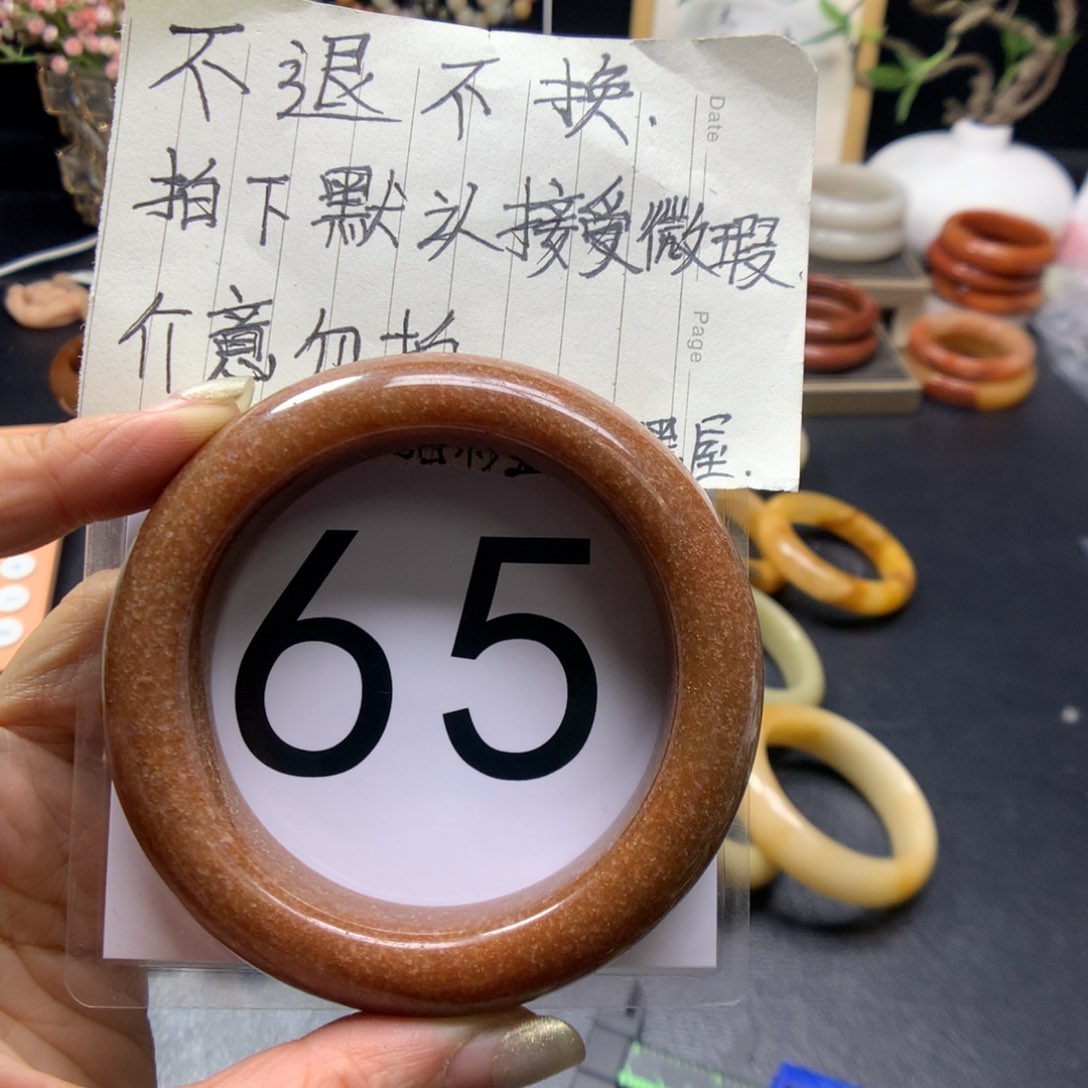 不退不换.
拍下默认接受微瑕
介意勿拍
屋.
Date
Page
65